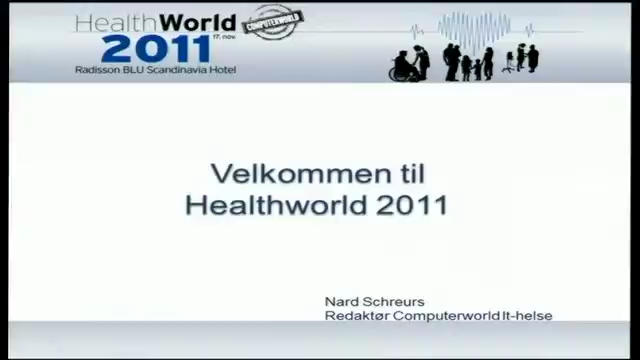 HealthWorld
COMPUTERWORLD
17. nov.
2011
Radisson BLU Scandinavia Hotel
Velkommen til
Healthworld 2011
Nard Schreurs
Redaktør Computerworld It-helse